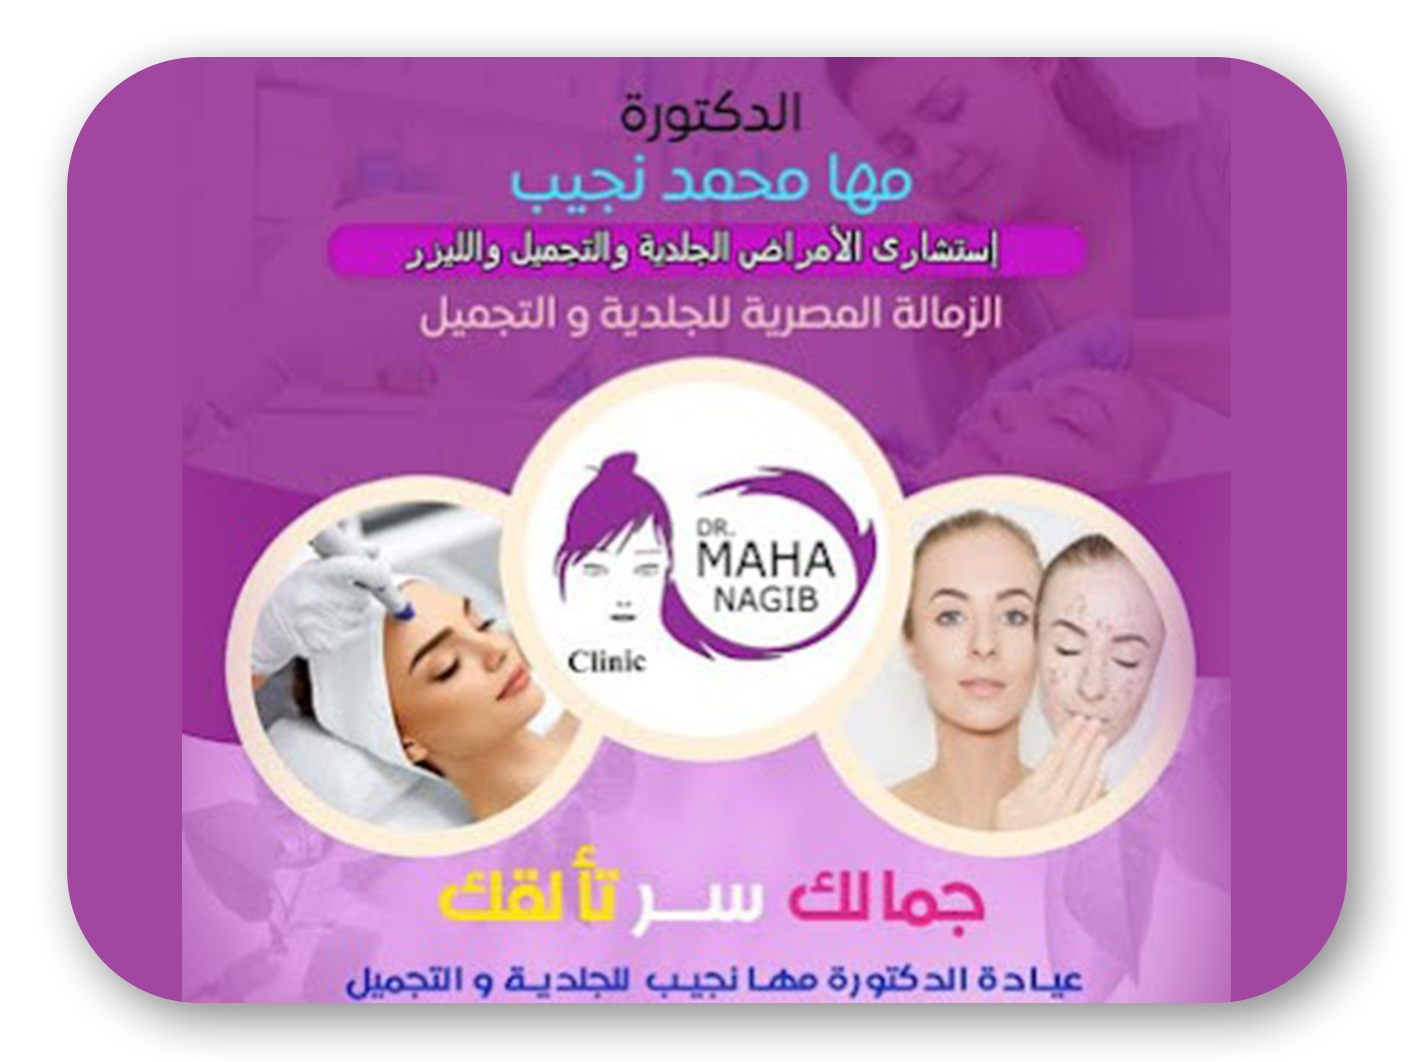 الدكتورة
مها محمد نجيب
إستشارى الأمراض الجلدية والتجميل والليزر
الزمالة المصرية للجلدية و التجميل
DR.
MAHA
NAGIB
Clinic
جمالك سـر تألقك
عيادة الدكتورة مها نجيب للجلدية و التجميل